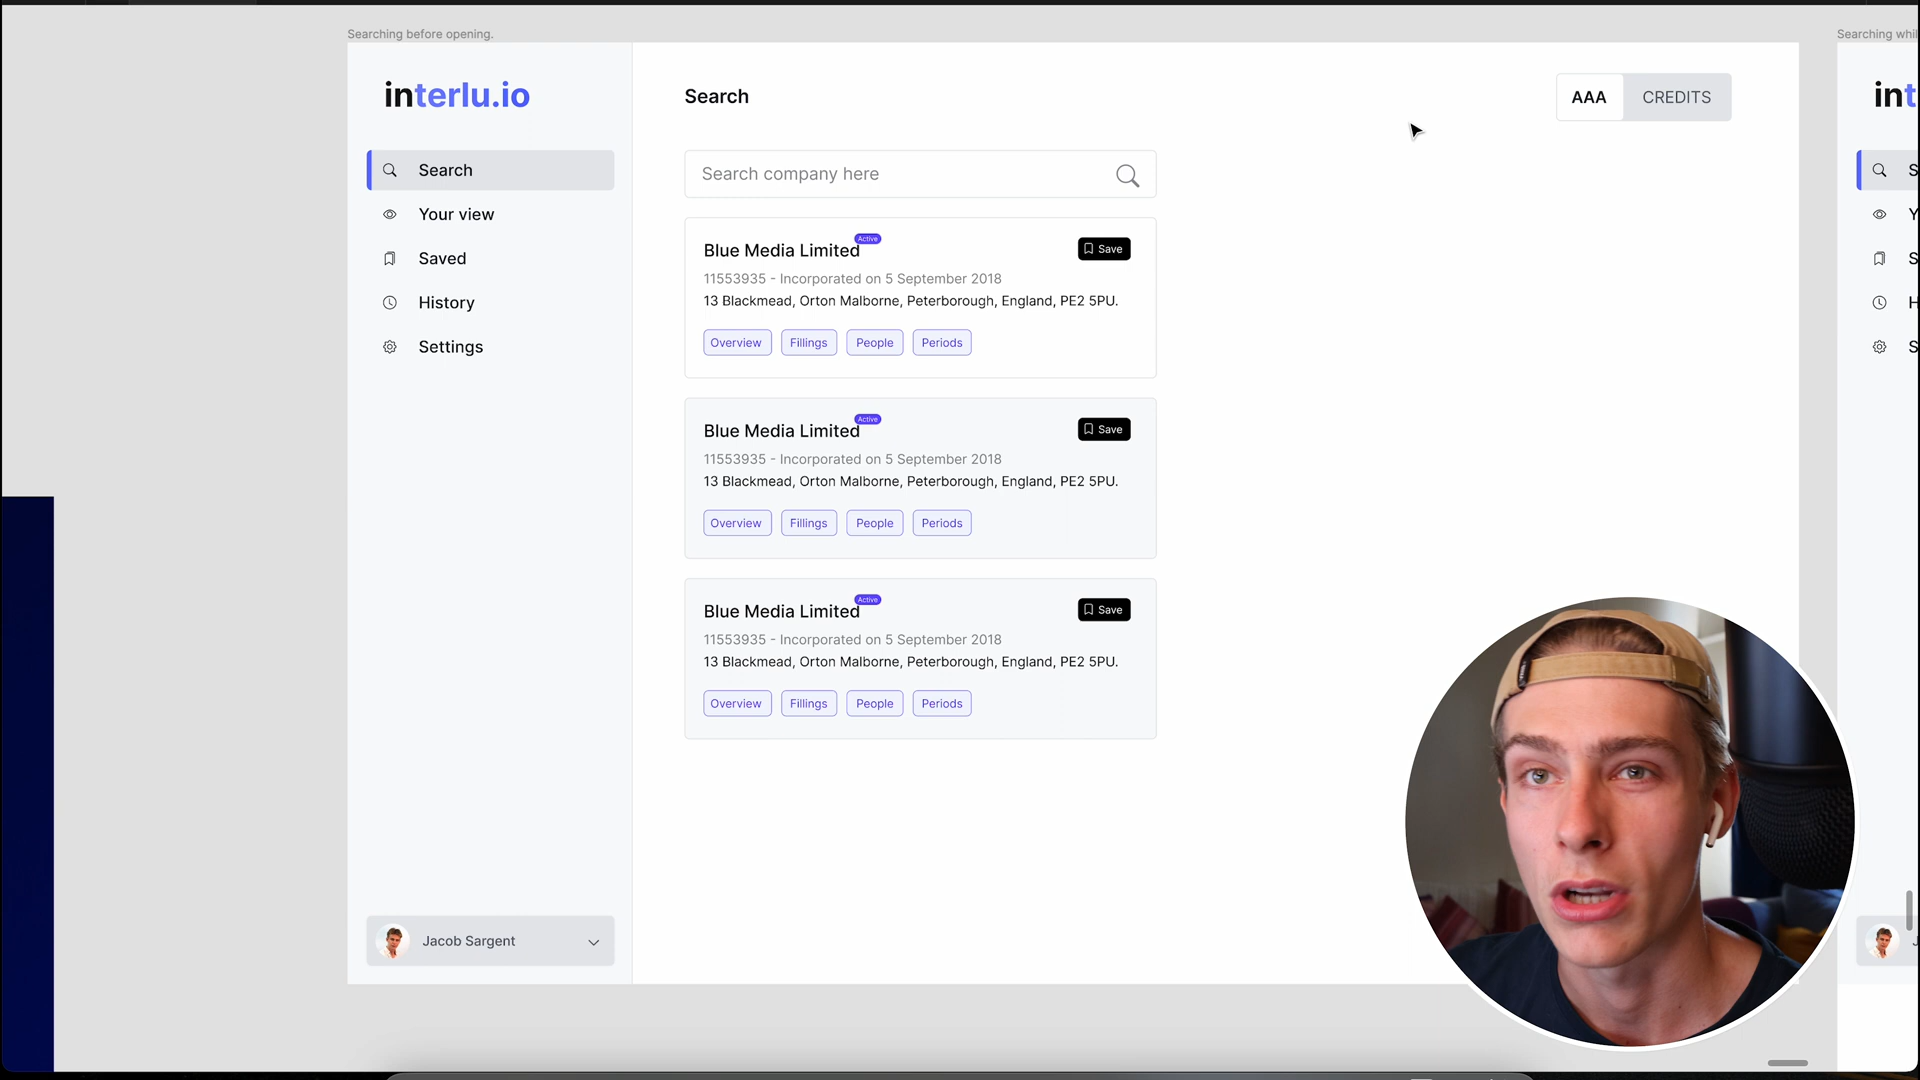 Searching before opening.
Searching whil
interlu.io
Search
AAA
CREDITS
Search
Your view
Saved
History
Settings
Search company here
Blue Media Limited
Active
Save
11553935 - Incorporated on 5 September 2018
13 Blackmead, Orton Malborne, Peterborough, England, PE2 5PU.
Overview
Fillings
People
Periods
Blue Media Limited
Active
Save
11553935 - Incorporated on 5 September 2018
13 Blackmead, Orton Malborne, Peterborough, England, PE2 5PU.
Overview
Fillings
People
Periods
Blue Media Limited
Active
Save
11553935 - Incorporated on 5 September 2018
13 Blackmead, Orton Malborne, Peterborough, England, PE2 5PU.
Overview
Fillings
People
Periods
Jacob Sargent
int
S
Y
S
H
S